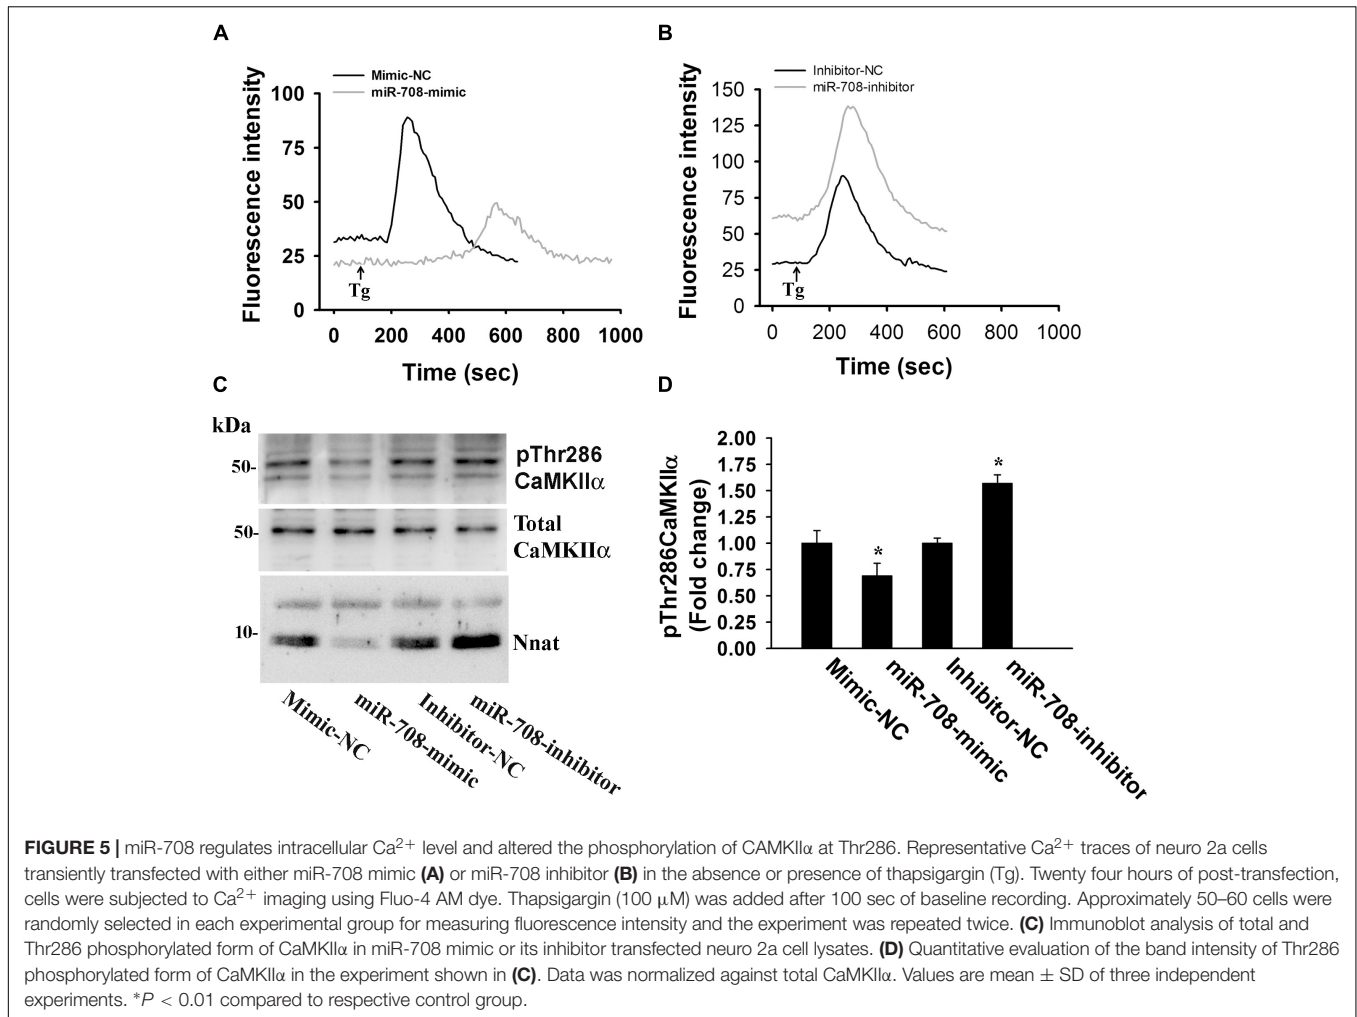 A
Mimic-NC
miR-708-mimic
Fluorescence intensity
100
75
50
25
0
Tg
0 200 400 600 800 1000
Time (sec)
B
Inhibitor-NC
miR-708-inhibitor
Fluorescence intensity
150
125
100
75
50
25
0
Tg
0 200 400 600 800 1000
Time (sec)
C
kDa
50-
pThr286
CaMKIIα
50-
Total
CaMKIIα
10-
Nnat
Mimic-NC
miR-708-mimic
Inhibitor-NC
miR-708-inhibitor
D
pThr286CaMKIIα
(Fold change)
2.00
1.75
1.50
1.25
1.00
0.75
0.50
0.25
0.00
*
*
Mimic-NC
miR-708-mimic
Inhibitor-NC
miR-708-inhibitor
FIGURE 5 | miR-708 regulates intracellular Ca2+ level and altered the phosphorylation of CAMKIIα at Thr286. Representative Ca2+ traces of neuro 2a cells
transiently transfected with either miR-708 mimic (A) or miR-708 inhibitor (B) in the absence or presence of thapsigargin (Tg). Twenty four hours of post-transfection,
cells were subjected to Ca2+ imaging using Fluo-4 AM dye. Thapsigargin (100 μM) was added after 100 sec of baseline recording. Approximately 50–60 cells were
randomly selected in each experimental group for measuring fluorescence intensity and the experiment was repeated twice. (C) Immunoblot analysis of total and
Thr286 phosphorylated form of CaMKIIα in miR-708 mimic or its inhibitor transfected neuro 2a cell lysates. (D) Quantitative evaluation of the band intensity of Thr286
phosphorylated form of CaMKIIα in the experiment shown in (C). Data was normalized against total CaMKIIα. Values are mean ± SD of three independent
experiments. *P < 0.01 compared to respective control group.